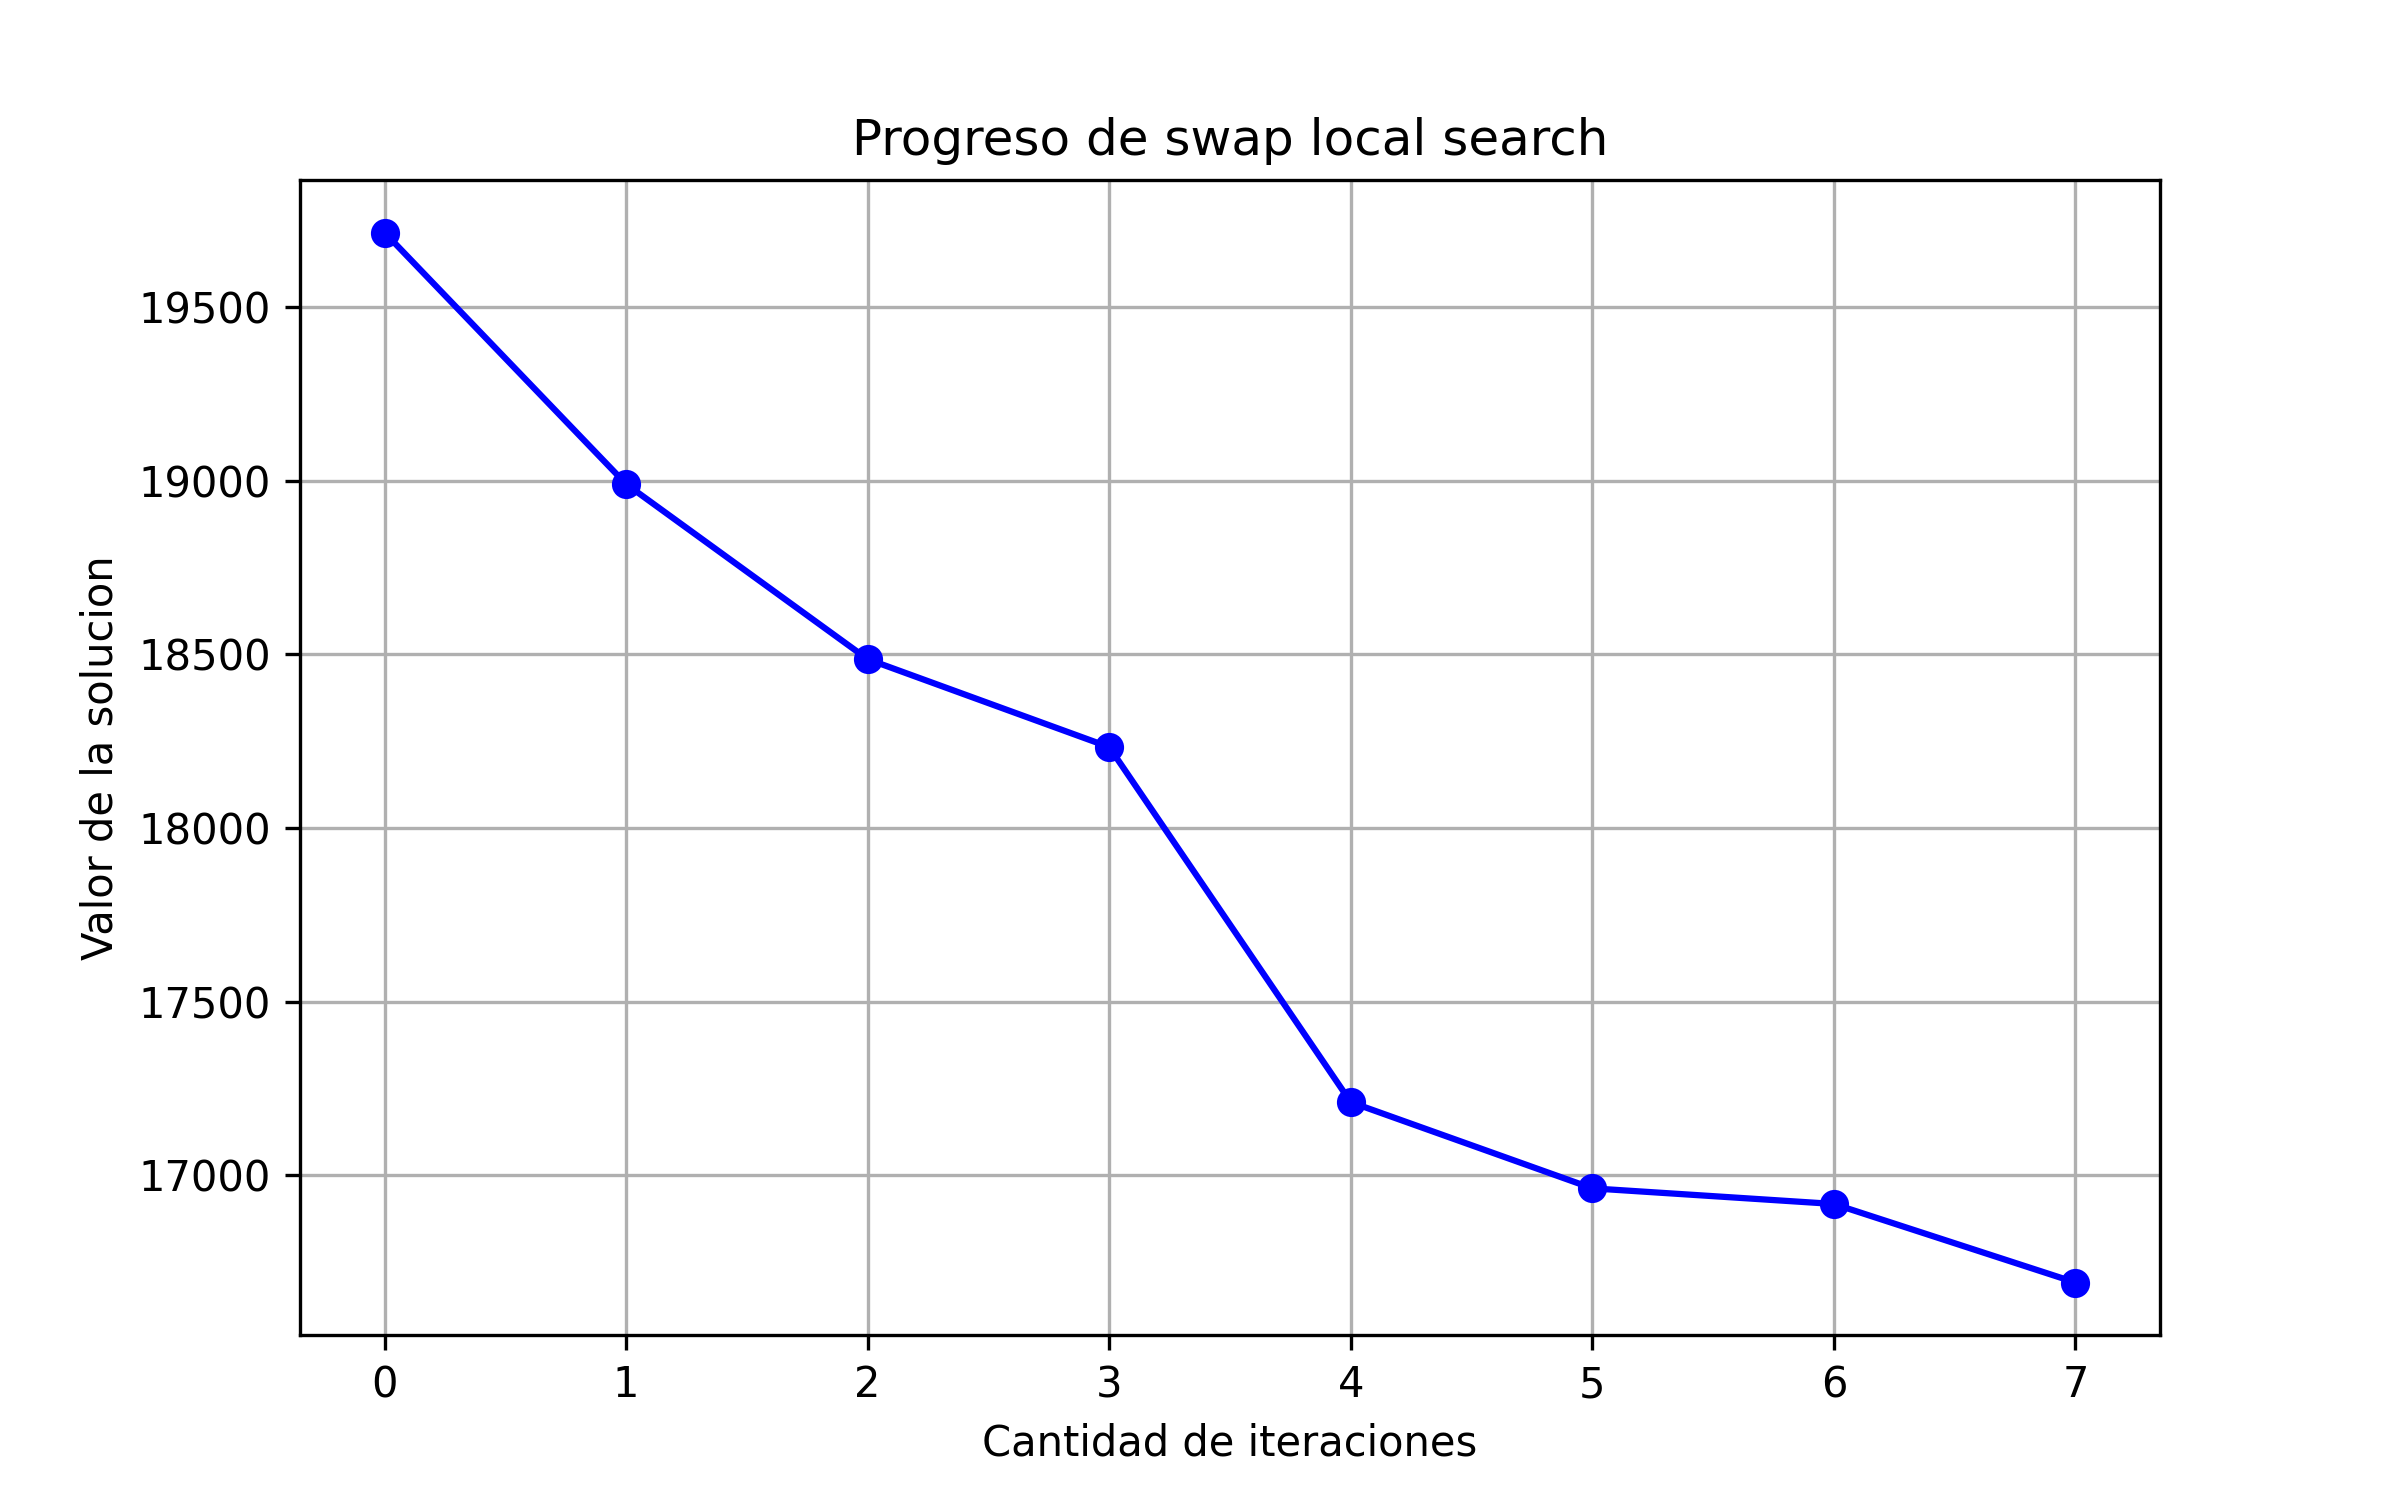 Progreso de swap local search
Valor de la solucion
19500
19000
18500
18000
17500
17000
0 1 2 3 4 5 6 7
Cantidad de iteraciones